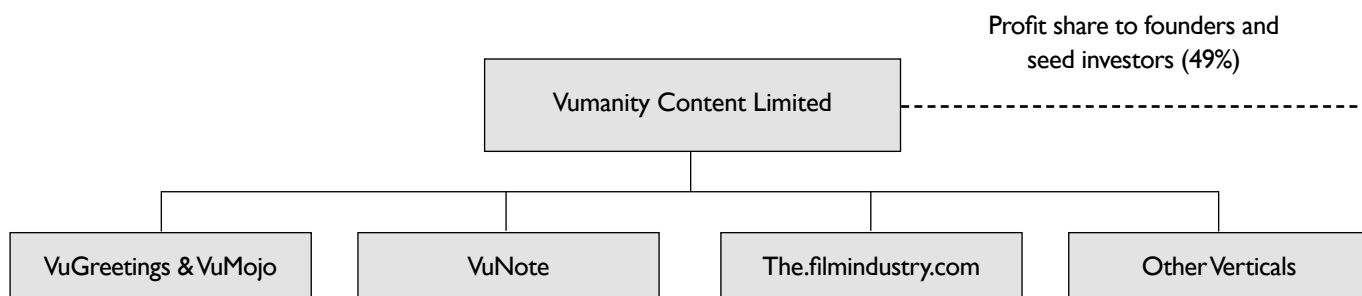 Profit share to founders and
seed investors (49%)
Vumanity Content Limited
VuGreetings & VuMojo
VuNote
The.filmindustry.com
Other Verticals